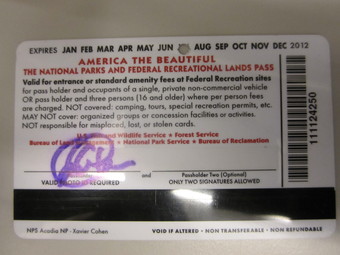 EXPIRES JAN FEB MAR APR MAY JUN AUG SEP OCT NOV DEC 2012
AMERICA THE BEAUTIFUL
THE NATIONAL PARKS AND FEDERAL RECREATIONAL LANDS PASS
Valid for entrance or standard amenity fees at Federal Recreation sites
for pass holder and occupants of a single, private non-commercial vehicle
OR pass holder and three persons (16 and older) where per person fees
are charged. NOT covered: camping, tours, special recreation permits, etc.
MAY NOT cover: organized groups or concession facilities or activities.
NOT responsible for misplaced, lost, or stolen cards.
and Wildlife Service ♦ Forest Service
Bureau of Land Management ♦ National Park Service ♦ Bureau of Reclamation
and
VALID PHOTO ID REQUIRED
Passholder Two (Optional)
ONLY TWO SIGNATURES ALLOWED
NPS Acadia NP - Xavier Cohen
VOID IF ALTERED • NON TRANSFERABLE • NON REFUNDABLE
111124250